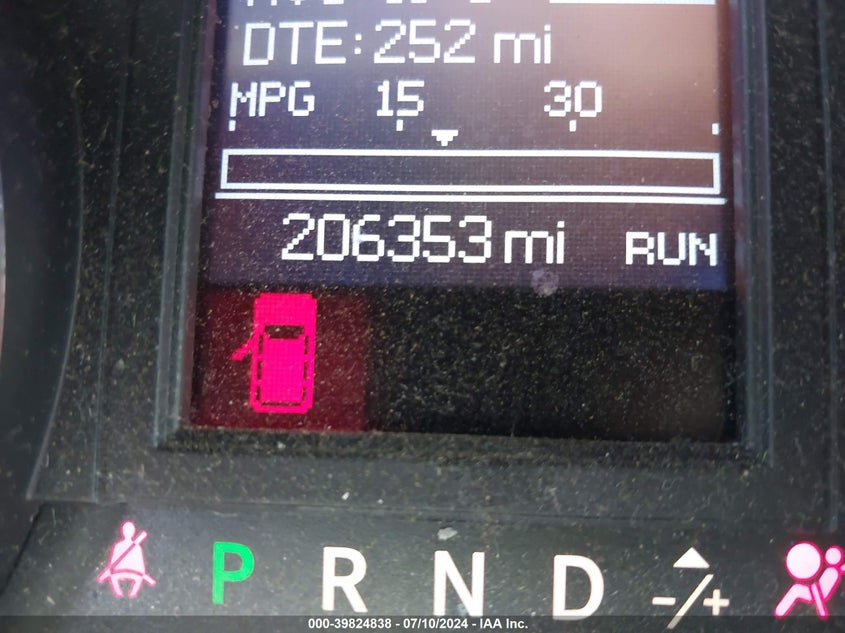 DTE: 252 mi
MPG 15 30
206353 mi RUN
P R N D -/+
000-39824838 - 07/10/2024 - IAA Inc.